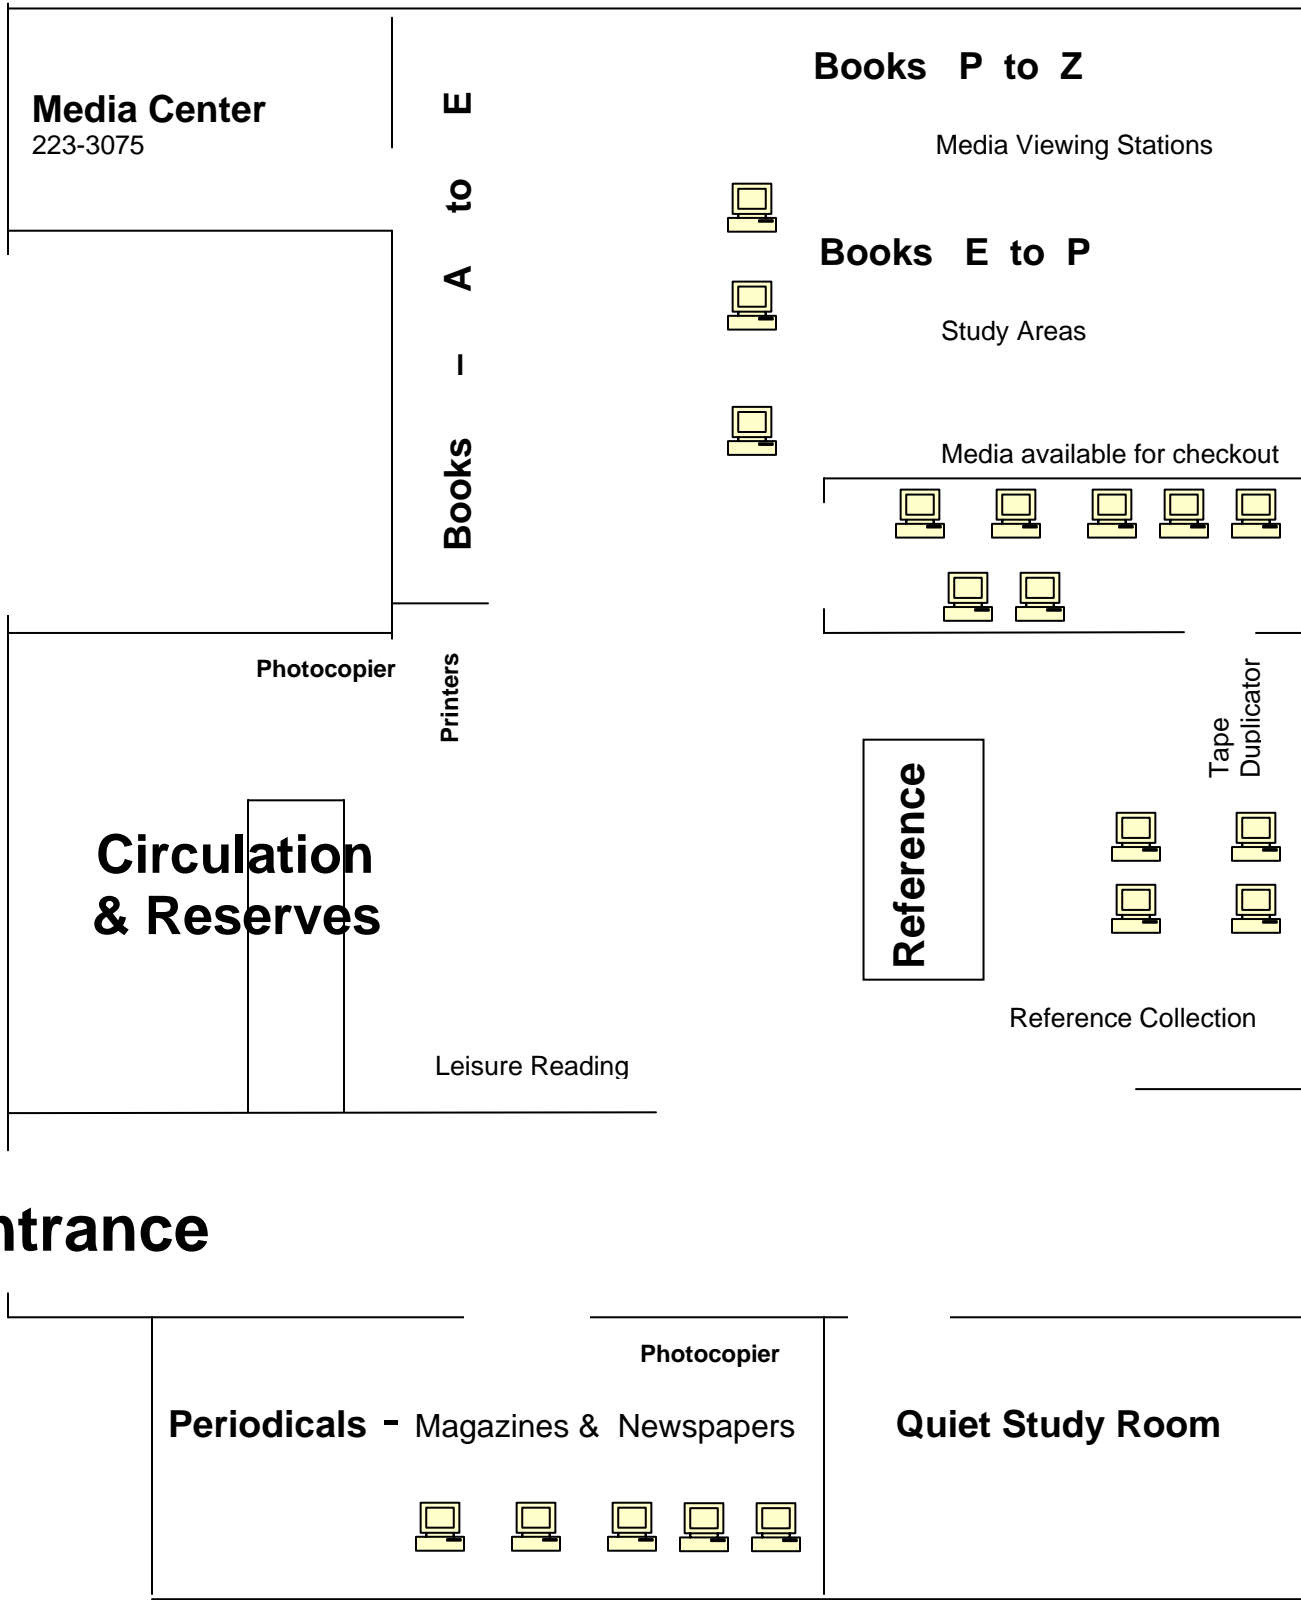 Books P to Z
Media Center
223-3075
Media Viewing Stations
Books – A to E
Books E to P
Study Areas
Media available for checkout
Photocopier
Printers
Tape
Duplicator
Reference
Circulation
& Reserves
Reference Collection
Leisure Reading
ntrance
Photocopier
Periodicals - Magazines & Newspapers
Quiet Study Room